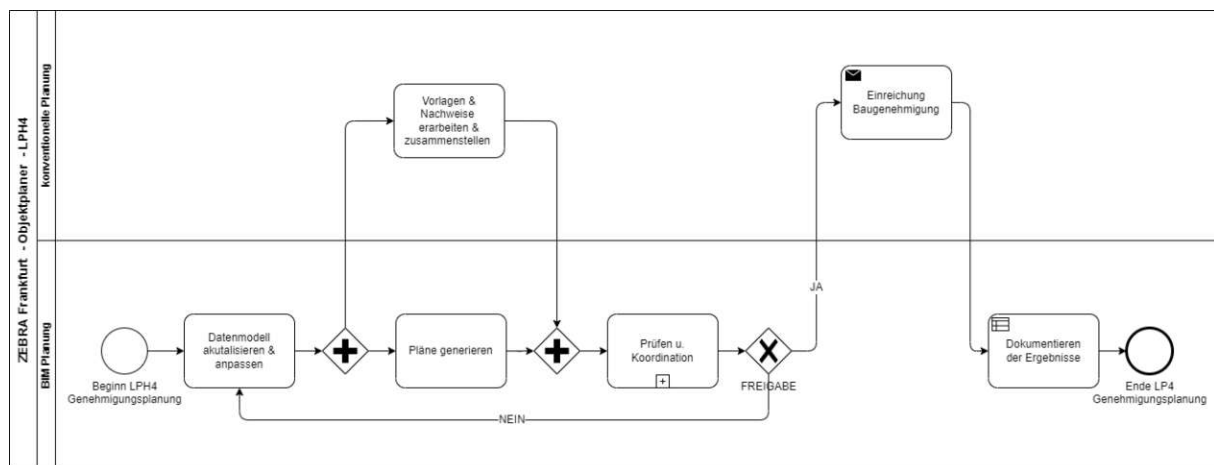 ZEBRA Frankfurt - Objektplaner - LPH4
konventionelle Planung
Vorlagen &
Nachweise
erarbeiten &
zusammenstellen
Einreichung
Baugenehmigung
BIM Planung
Beginn LPH4
Genehmigungsplanung
Datenmodell
akutalisieren &
anpassen
Pläne generieren
Prüfen u.
Koordination
FREIGABE
JA
NEIN
Dokumentieren
der Ergebnisse
Ende LP4
Genehmigungsplanung